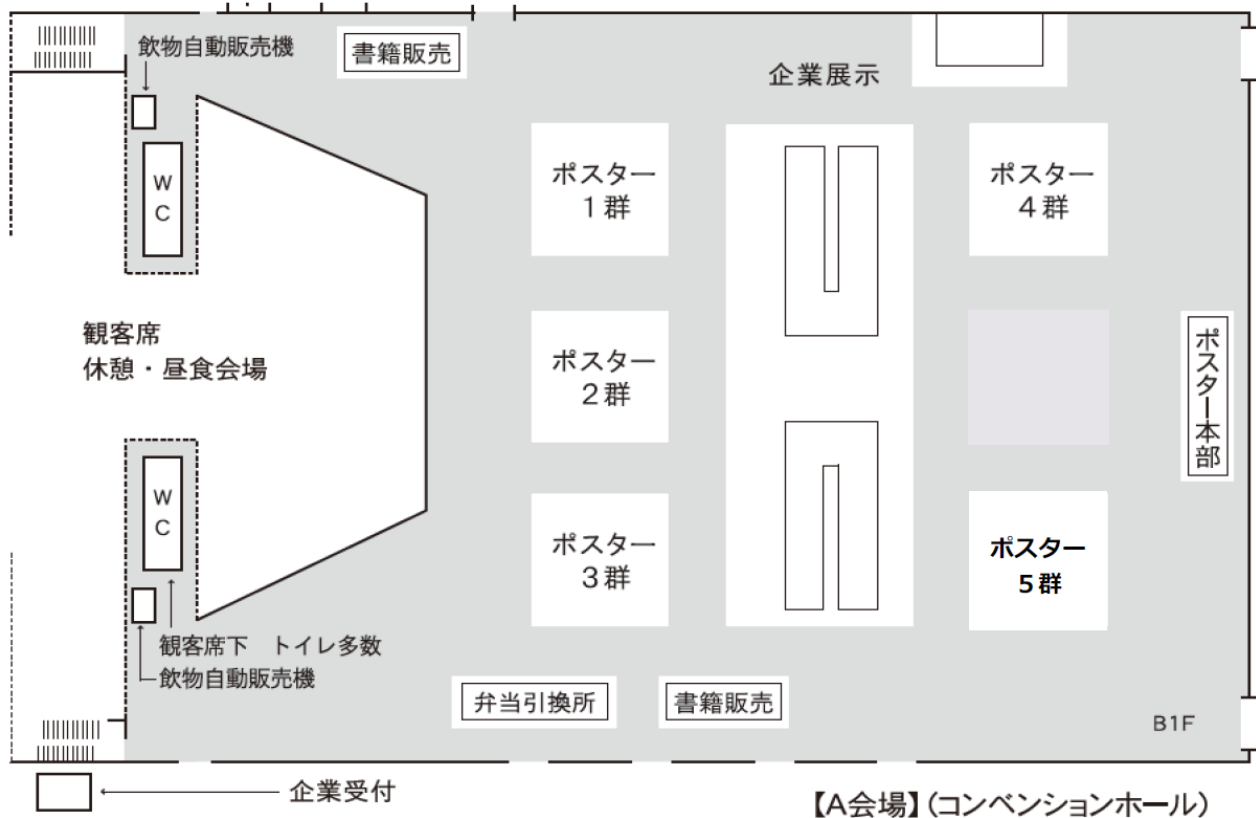 飲物自動販売機
書籍販売
企業展示
WC
ポスター
1群
ポスター
4群
観客席
休憩・昼食会場
ポスター
2群
ポスター本部
WC
ポスター
3群
ポスター
5群
観客席下　トイレ多数
飲物自動販売機
弁当引換所
書籍販売
B1F
企業受付
【A会場】(コンベンションホール)